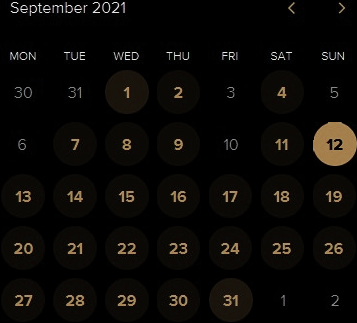 September 2021
MON TUE WED THU FRI SAT SUN
30 31 1 2 3 4 5
6 7 8 9 10 11 12
13 14 15 16 17 18 19
20 21 22 23 24 25 26
27 28 29 30 31 1 2